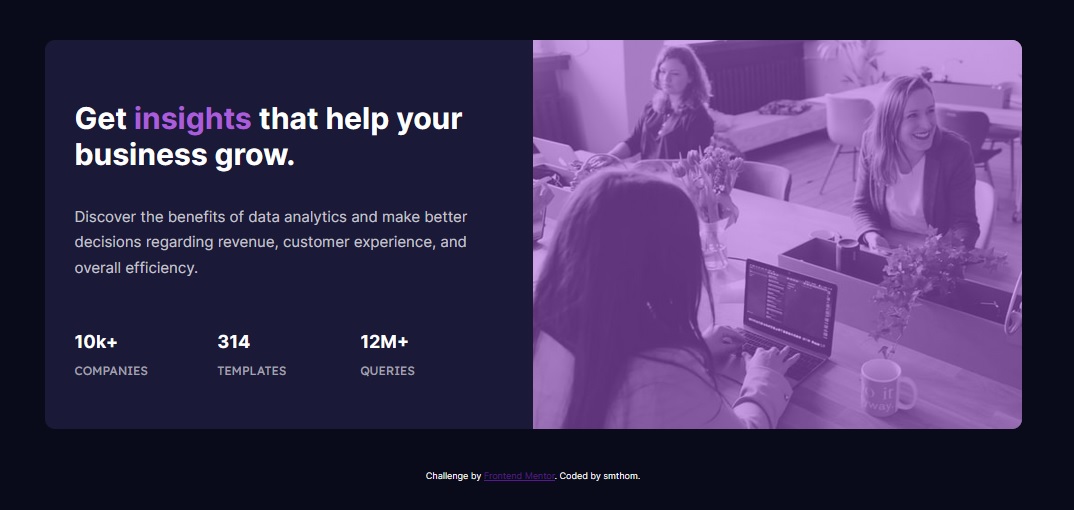 Get insights that help your
business grow.
Discover the benefits of data analytics and make better
decisions regarding revenue, customer experience, and
overall efficiency.
10k+ 314 12M+
COMPANIES TEMPLATES QUERIES
Challenge by Frontend Mentor. Coded by smthom.